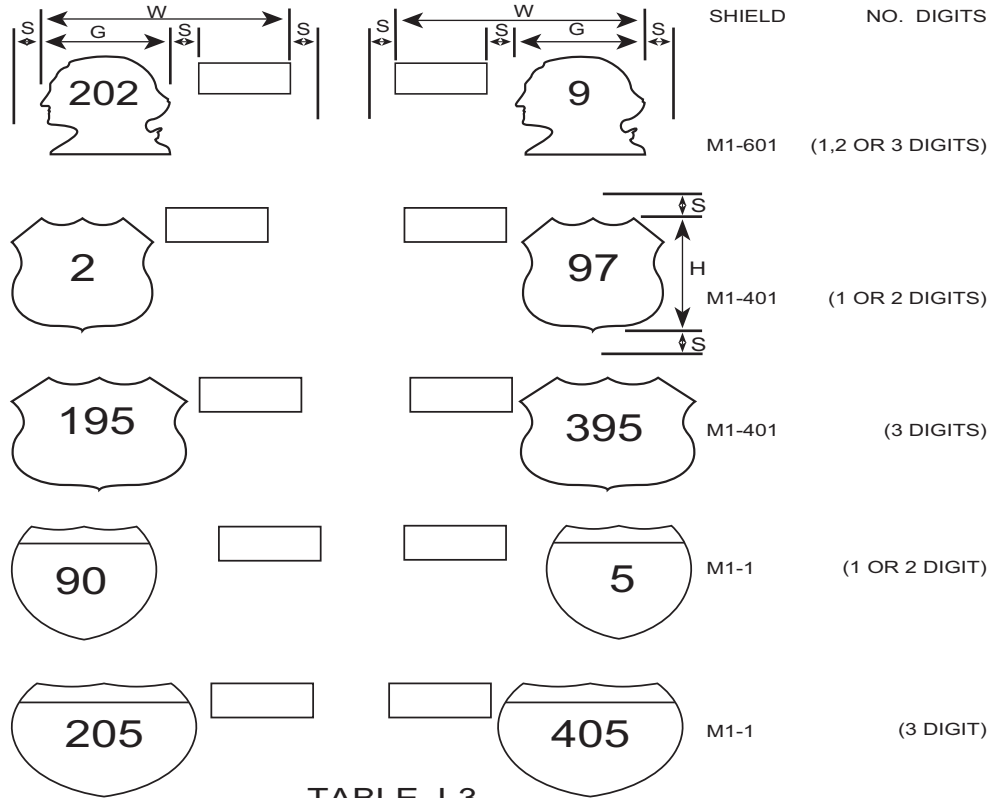 W W SHIELD NO. DIGITS
S G S S S S G S
202 9
M1-601 (1,2 OR 3 DIGITS)
S
2 97 H
M1-401 (1 OR 2 DIGITS)
S
195 395 M1-401 (3 DIGITS)
90 5 M1-1 (1 OR 2 DIGIT)
205 405 M1-1 (3 DIGIT)
TABLE I-3